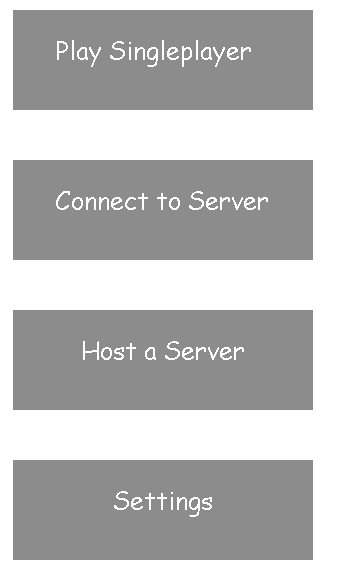 Play Singleplayer
Connect to Server
Host a Server
Settings